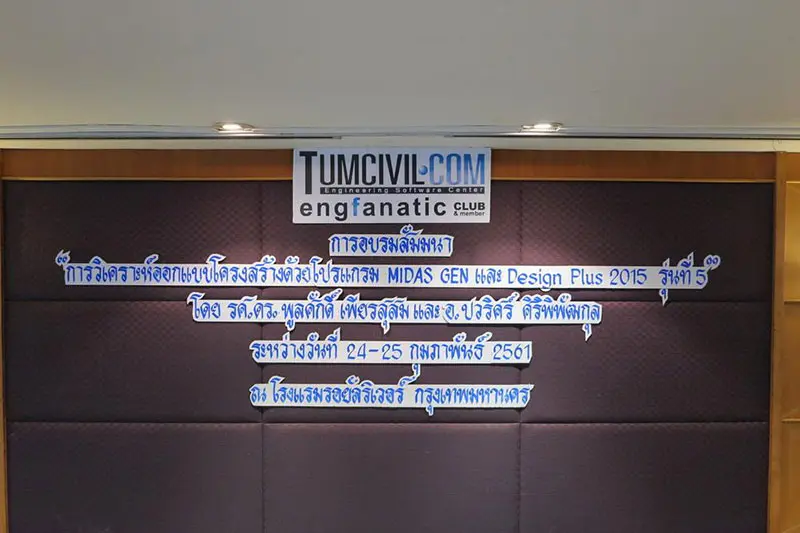 TUMCIVIL.COM
Engineering Software Center
engfanatic CLUB & member
การอบรมสัมมนา
"การวิเคราะห์ออกแบบโครงสร้างด้วยโปรแกรม MIDAS GEN และ Design Plus 2015 รุ่นที่ 5"
โดย รศ.ดร. พูลศักดิ์ เพียรสุสม และ อ.ปวริศร์ คิริพิพัฒกุล
ระหว่างวันที่ 24-25 กุมภาพันธ์ 2561
ณ โรงแรมรอยัลริเวอร์ กรุงเทพมหานคร